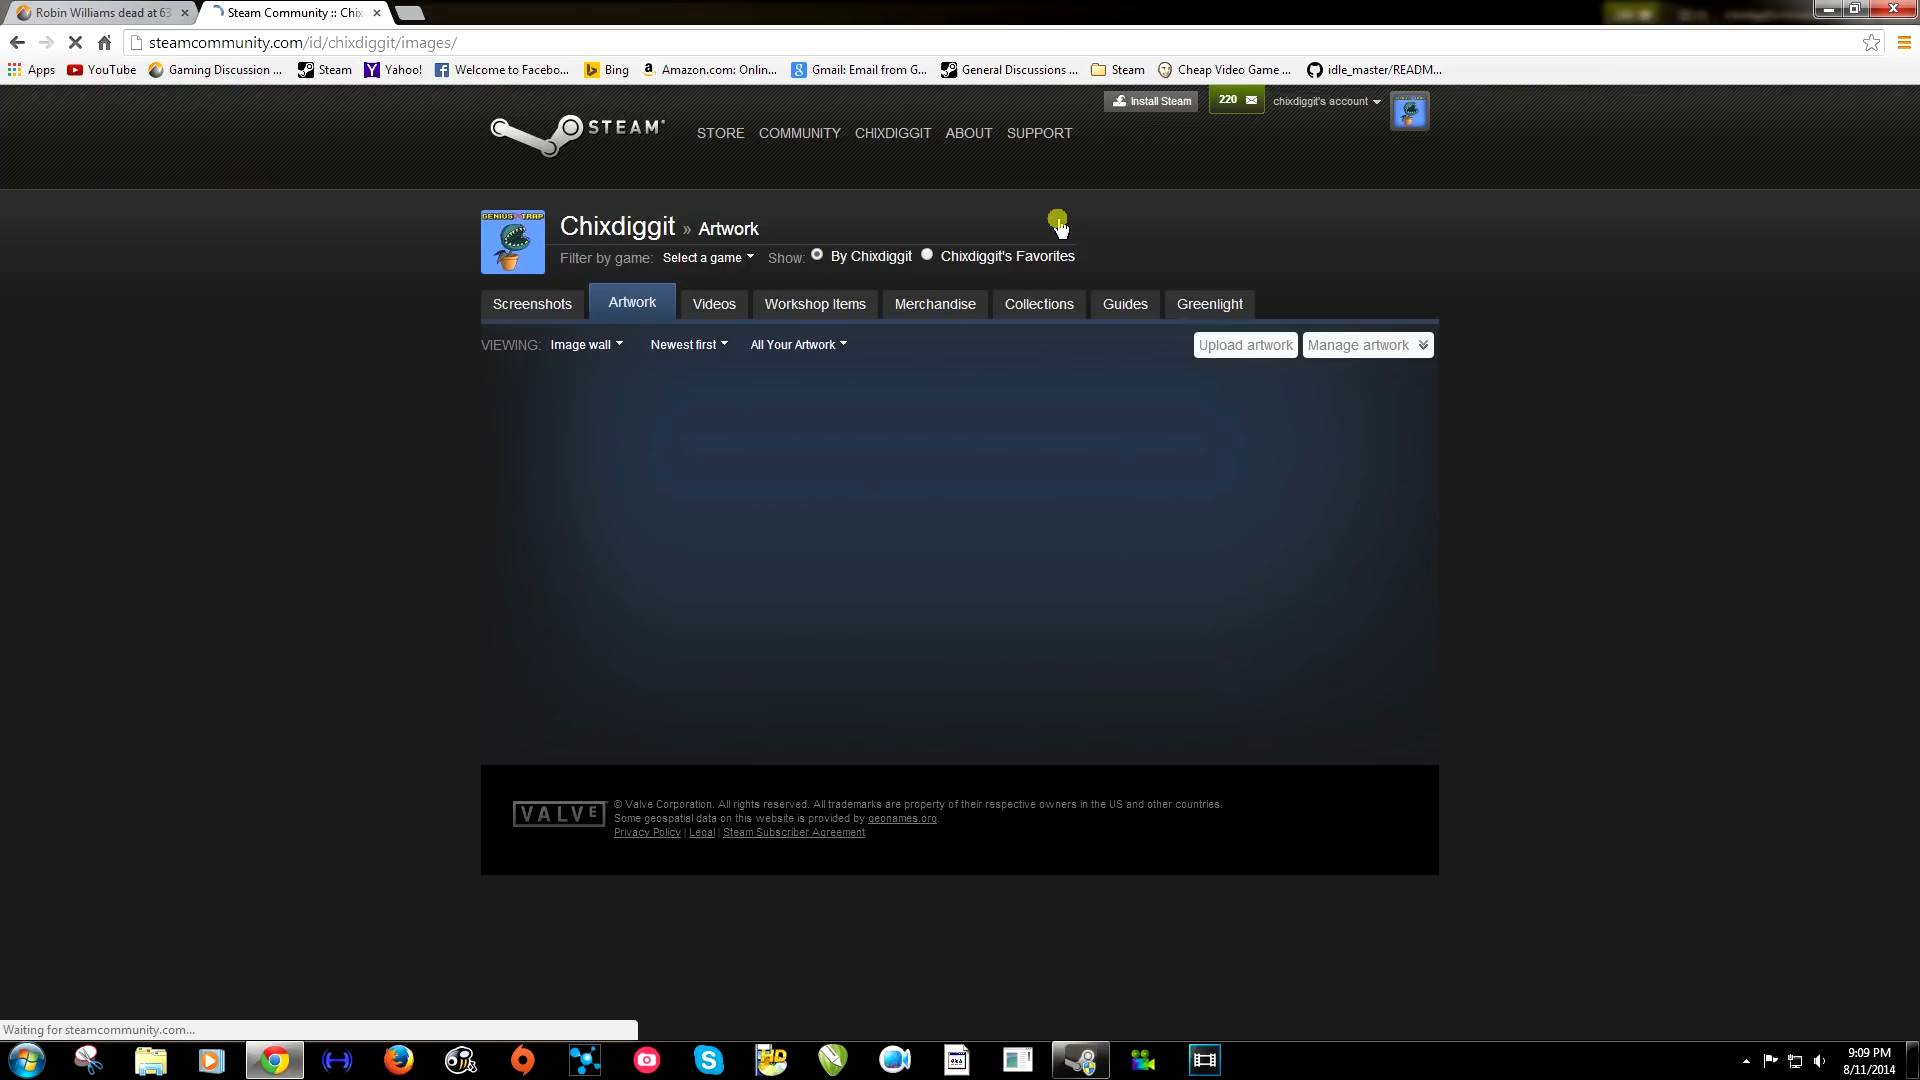 Robin Williams dead at 63
Steam Community :: Chix
steamcommunity.com/id/chixdiggit/images/
Apps YouTube Gaming Discussion ... Steam Yahoo! Welcome to Facebo... Bing Amazon.com: Onlin... Gmail: Email from G... General Discussions ... Steam Cheap Video Game ... idle_master/READM...
Install Steam 220 chixdiggit's account
STEAM STORE COMMUNITY CHIXDIGGIT ABOUT SUPPORT
GENIUS TRAP
Chixdiggit » Artwork
Filter by game: Select a game Show: By Chixdiggit Chixdiggit's Favorites
Screenshots Artwork Videos Workshop Items Merchandise Collections Guides Greenlight
VIEWING: Image wall Newest first All Your Artwork Upload artwork Manage artwork
VALVE
© Valve Corporation. All rights reserved. All trademarks are property of their respective owners in the US and other countries.
Some geospatial data on this website is provided by geonames.org.
Privacy Policy | Legal | Steam Subscriber Agreement
Waiting for steamcommunity.com...
9:09 PM
8/11/2014